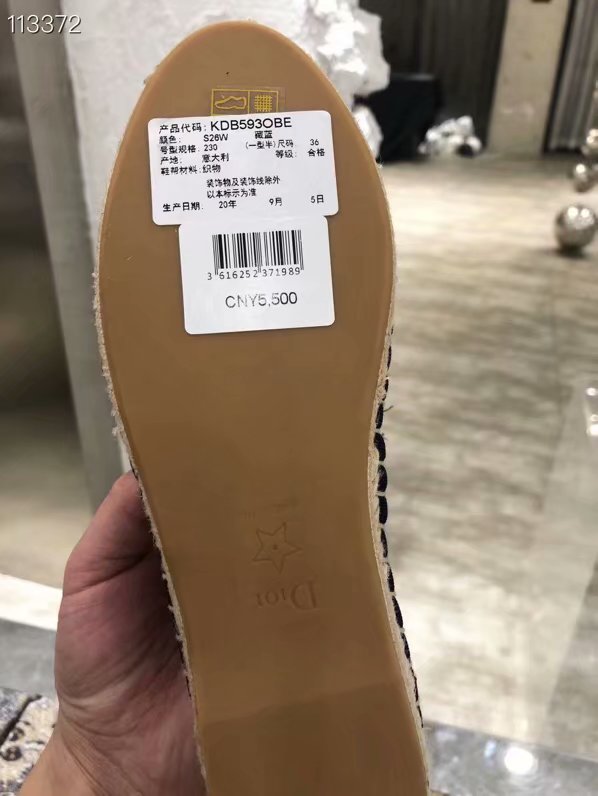 113372
产品代码: KDB593OBE
颜色: S26W 藏蓝
号型规格: 230 (一型半)尺码: 36
产地: 意大利 等级: 合格
鞋帮材料: 织物
装饰物及装饰线除外
以本标示为准
生产日期: 20年 9月 5日
3 616252 371989
CNY5,500
Dior